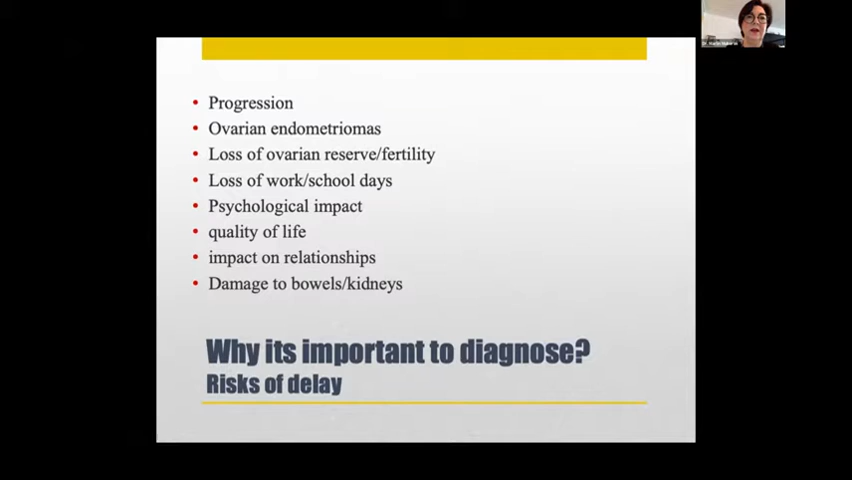 Progression
Ovarian endometriomas
Loss of ovarian reserve/fertility
Loss of work/school days
Psychological impact
quality of life
impact on relationships
Damage to bowels/kidneys
Why its important to diagnose?
Risks of delay
Dr.